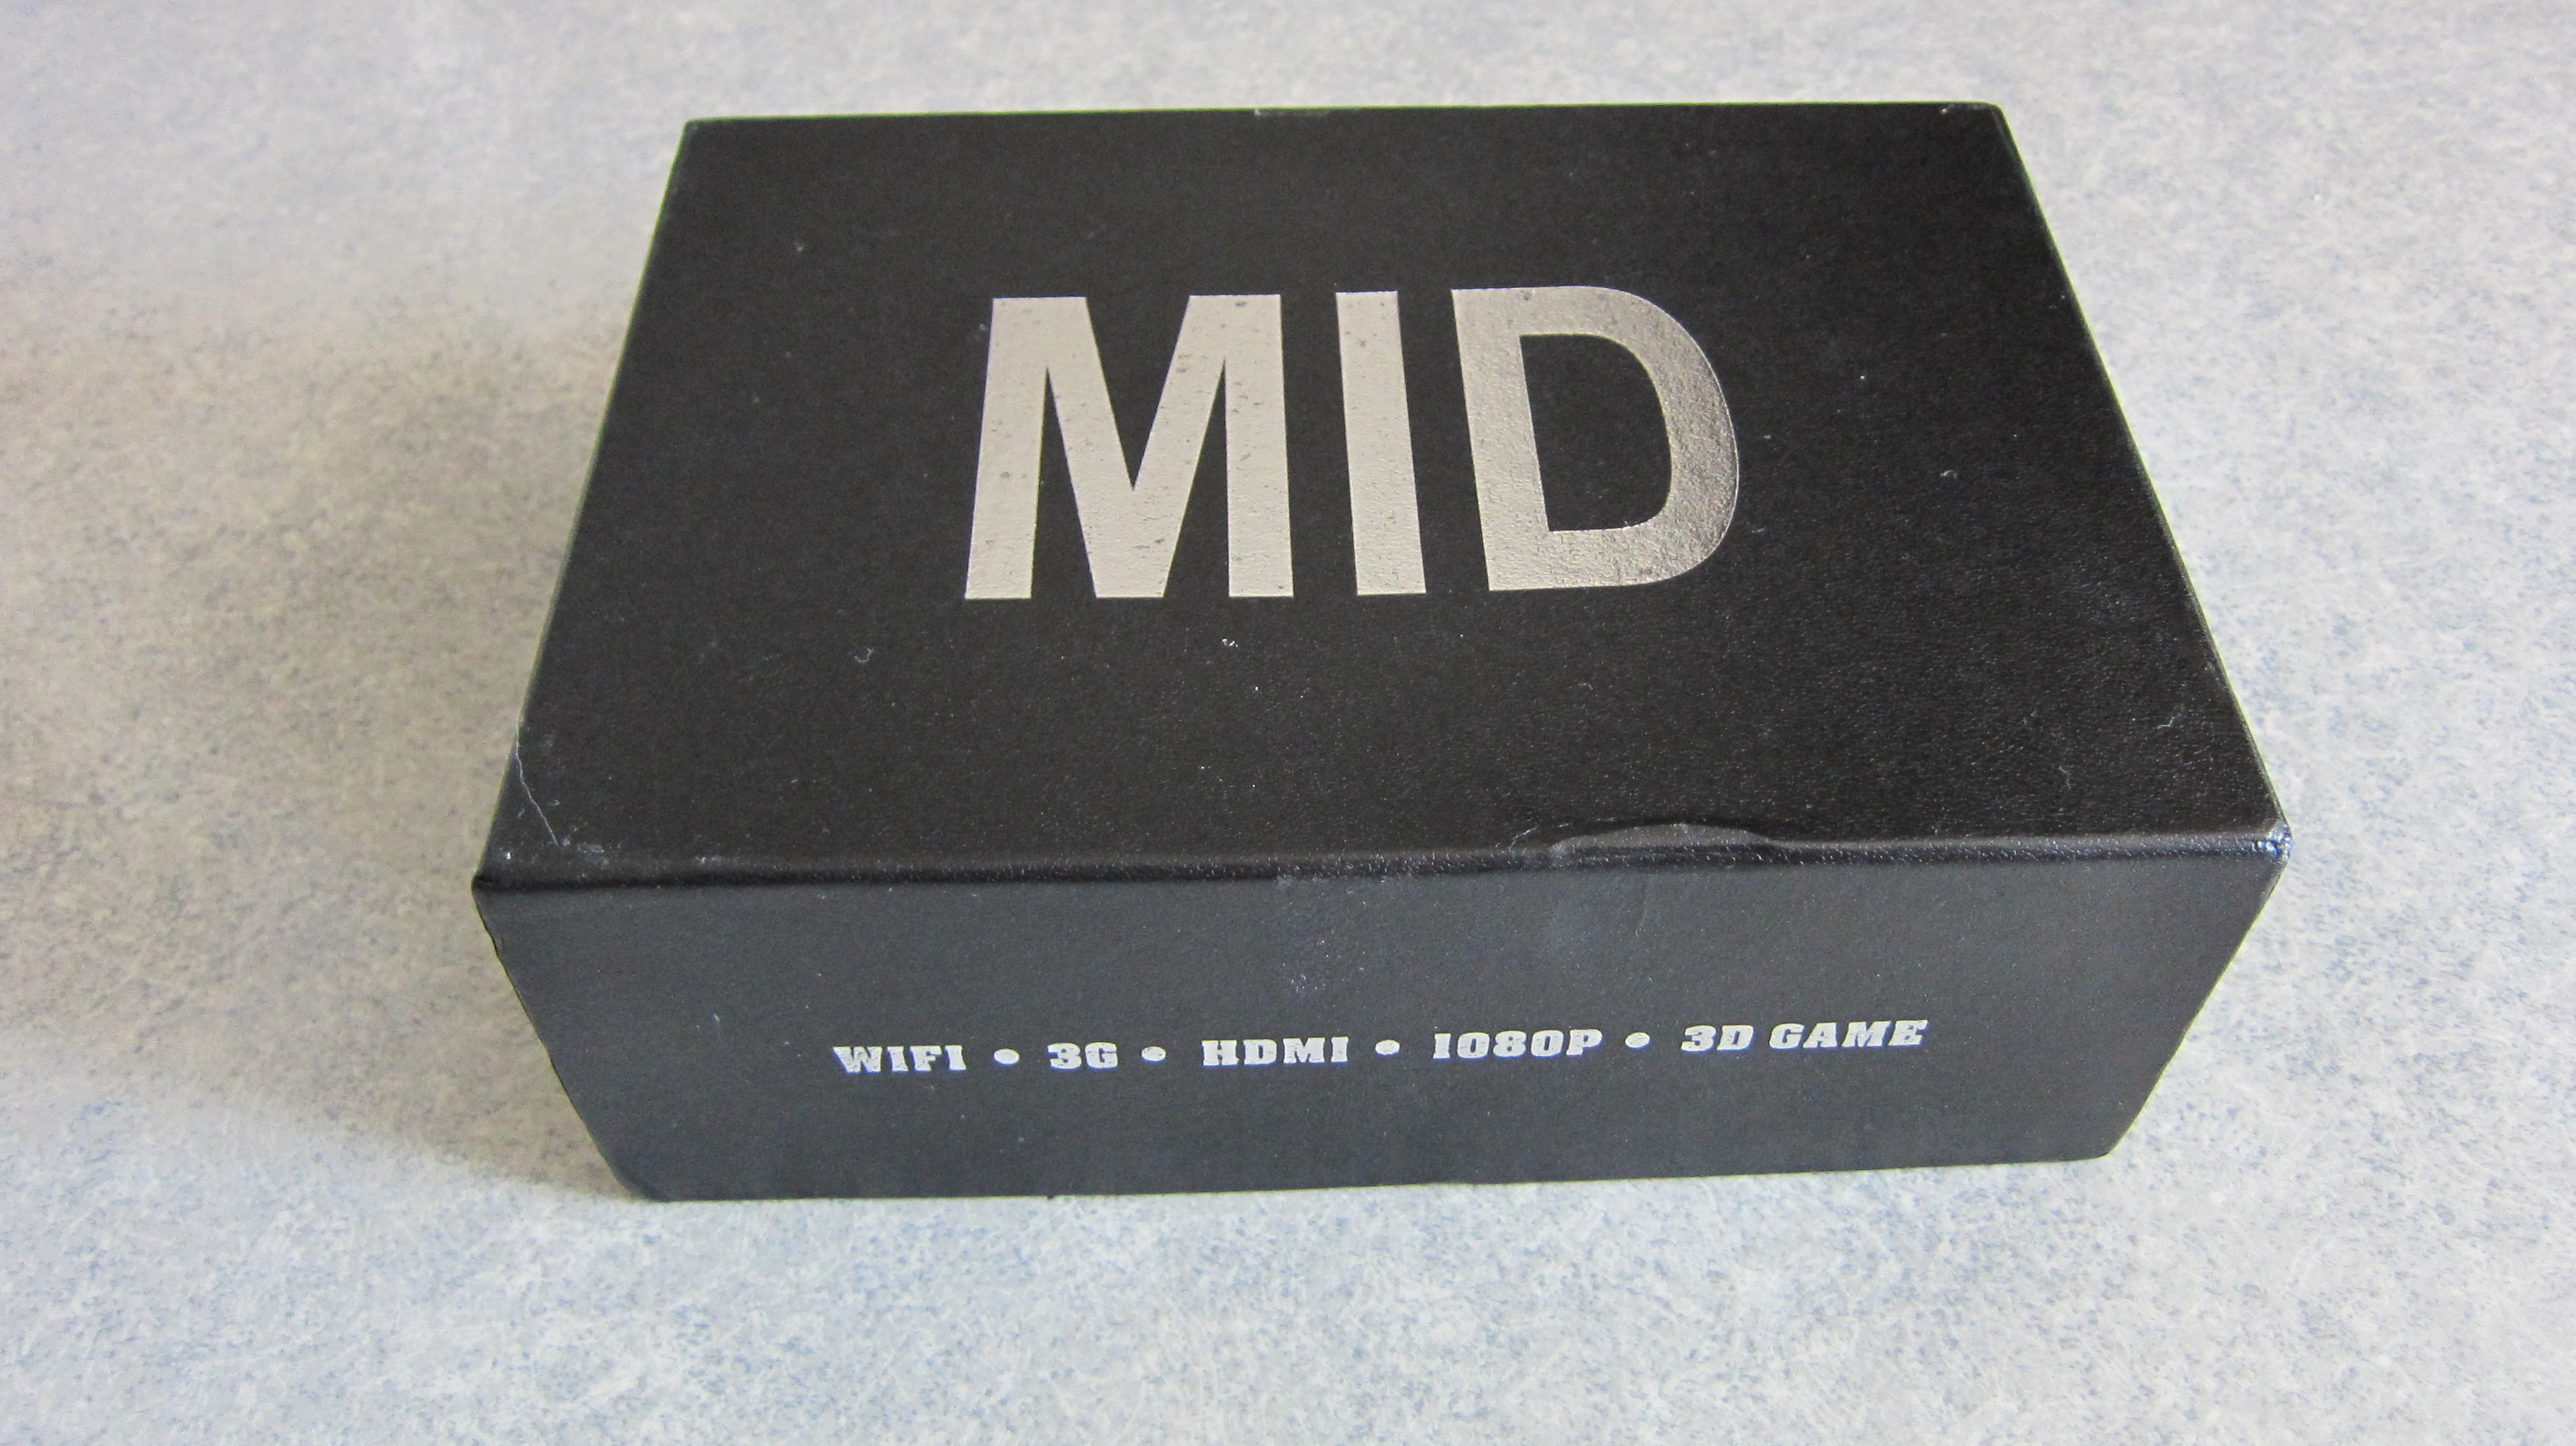 MID
WIFI • 3G • HDMI • 1080P • 3D GAME